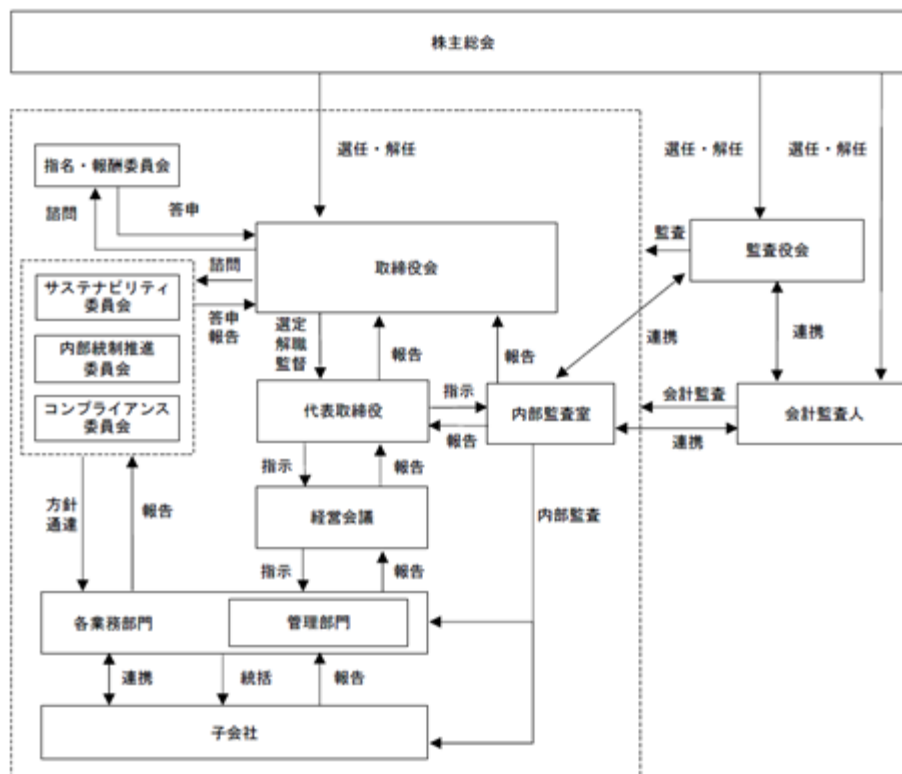 株主総会
選任・解任
選任・解任
選任・解任
指名・報酬委員会
諮問
答申
取締役会
監査
監査役会
諮問
サステナビリティ
委員会
答申
報告
内部統制推進
委員会
コンプライアンス
委員会
選定
解職
監督
報告
報告
連携
連携
代表取締役
指示
報告
内部監査室
会計監査
連携
会計監査人
指示
報告
方針
通達
報告
経営会議
内部監査
指示
報告
各業務部門
管理部門
連携
統括
報告
子会社